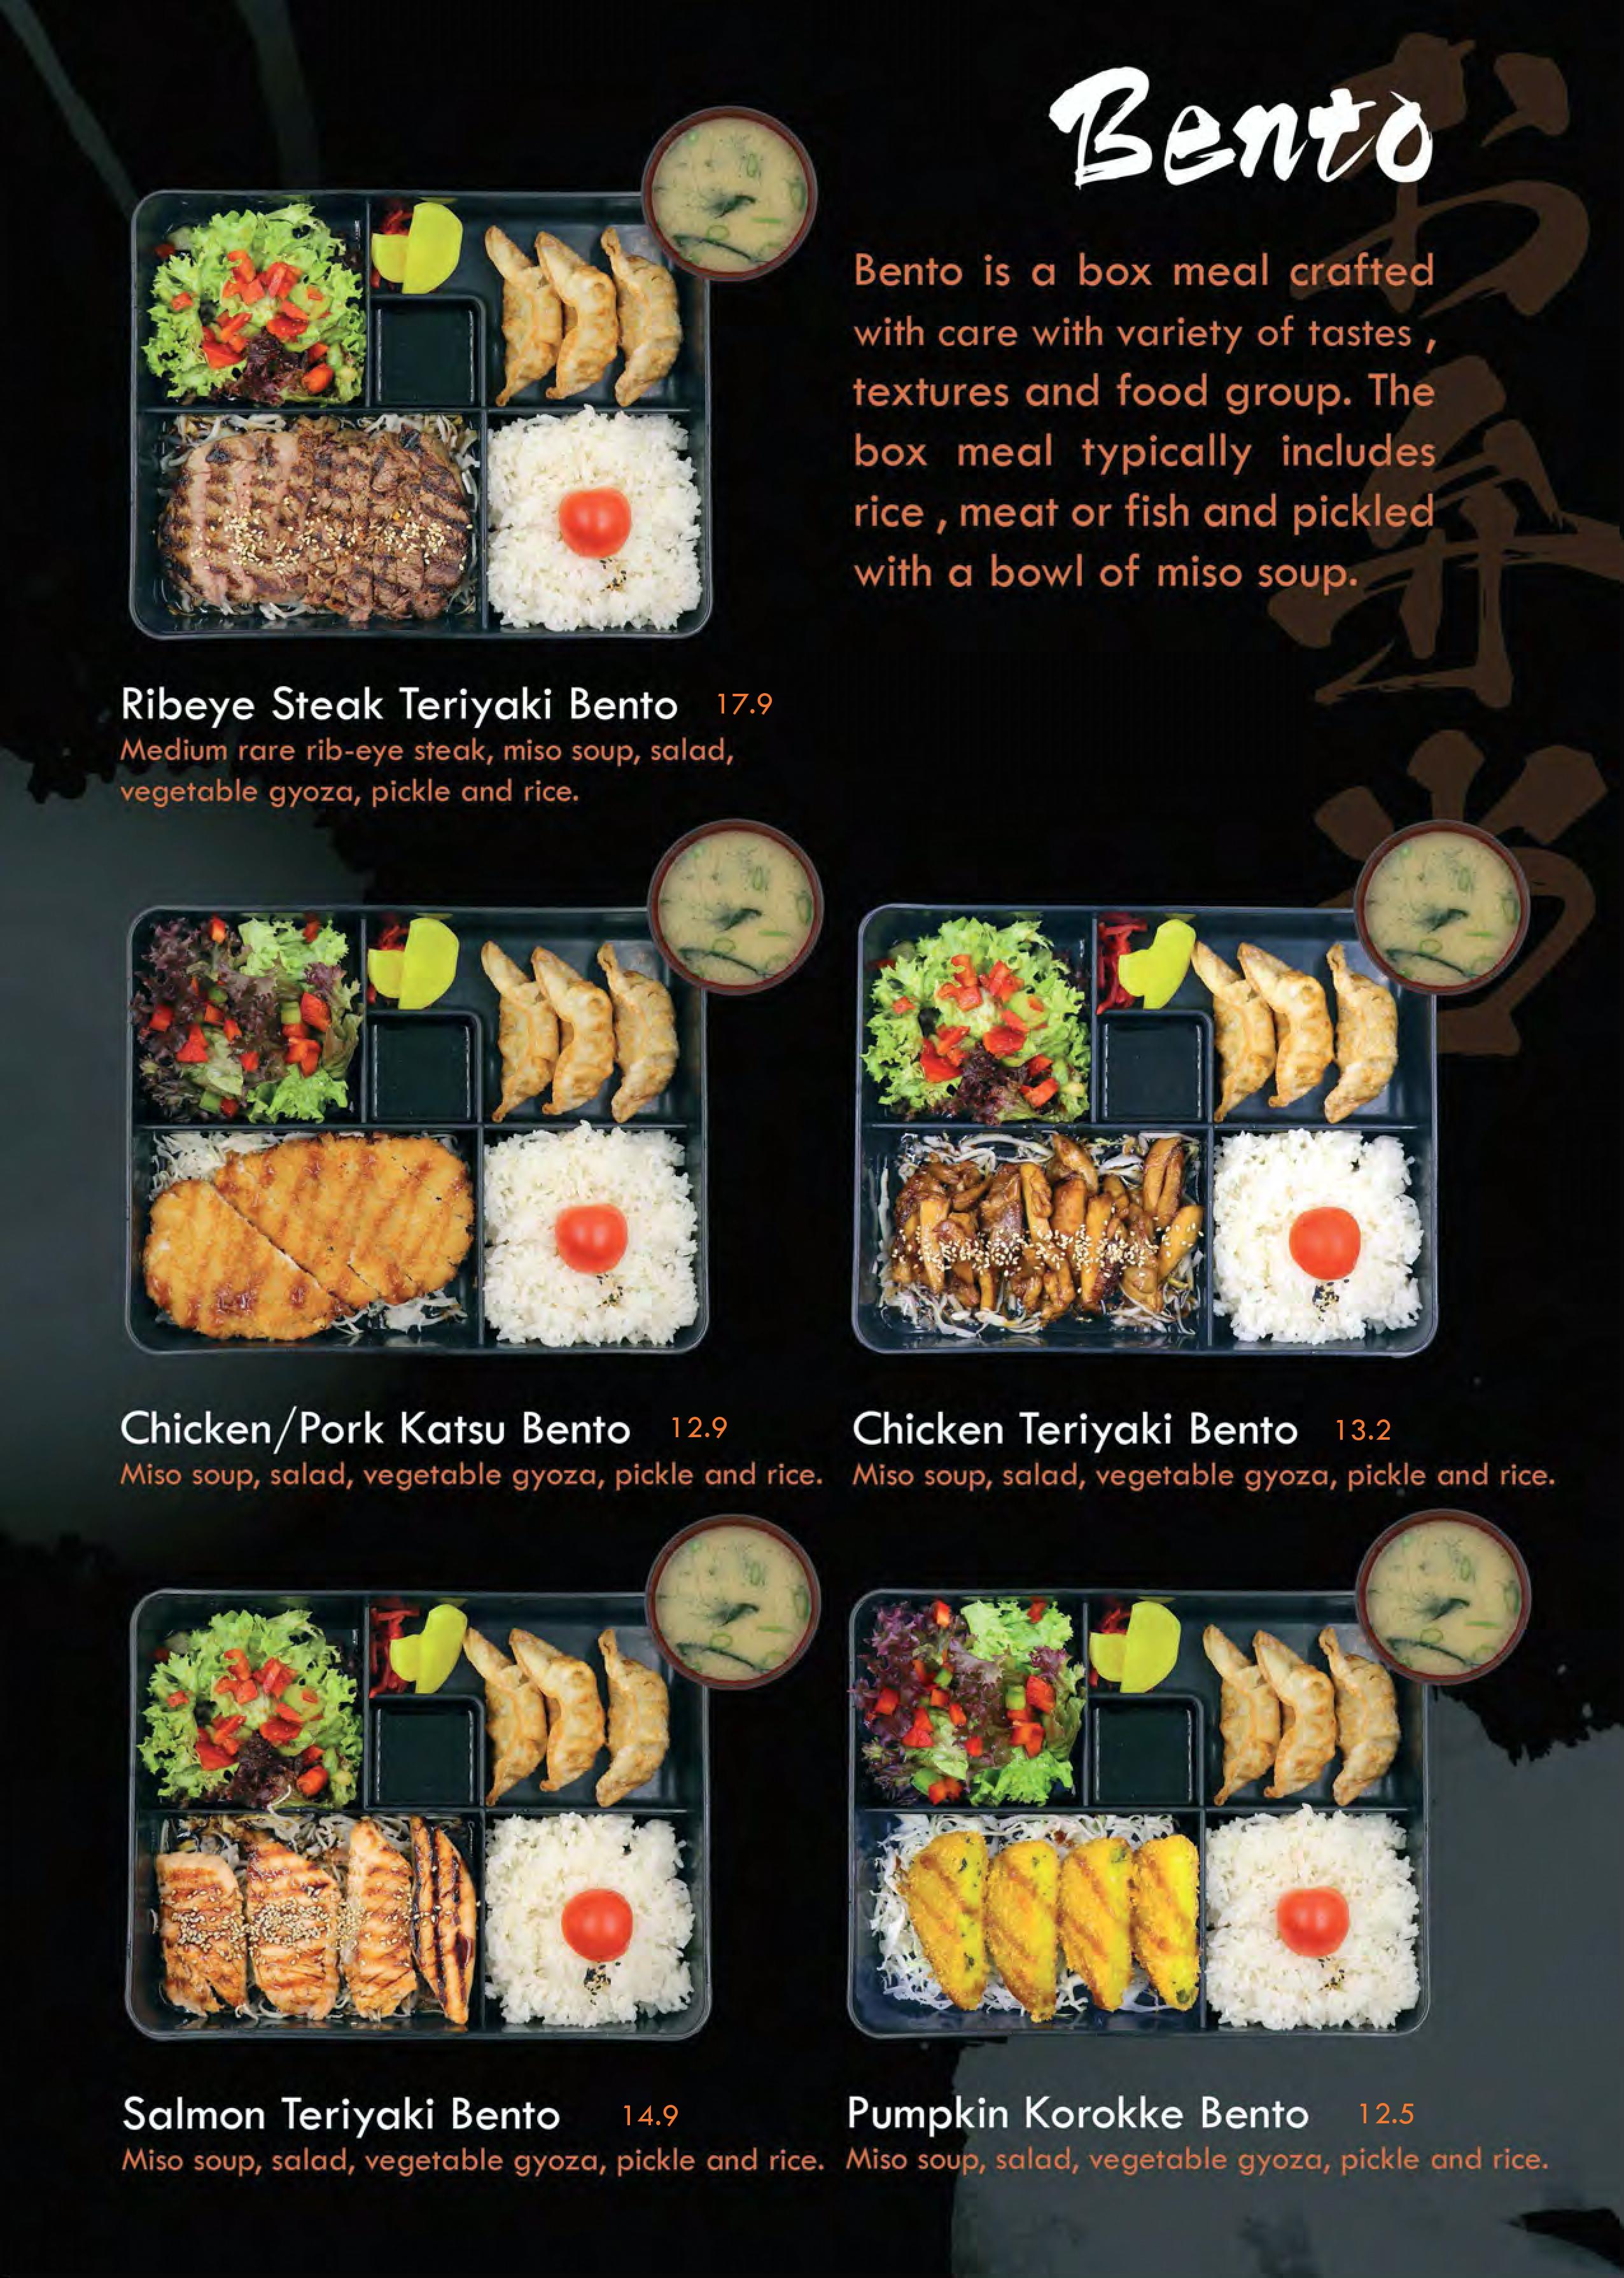 Bento
Bento is a box meal crafted
with care with variety of tastes ,
textures and food group. The
box meal typically includes
rice , meat or fish and pickled
with a bowl of miso soup.
お弁当
Ribeye Steak Teriyaki Bento 17.9
Medium rare rib-eye steak, miso soup, salad,
vegetable gyoza, pickle and rice.
Chicken/Pork Katsu Bento 12.9
Miso soup, salad, vegetable gyoza, pickle and rice.
Chicken Teriyaki Bento 13.2
Miso soup, salad, vegetable gyoza, pickle and rice.
Salmon Teriyaki Bento 14.9
Miso soup, salad, vegetable gyoza, pickle and rice.
Pumpkin Korokke Bento 12.5
Miso soup, salad, vegetable gyoza, pickle and rice.